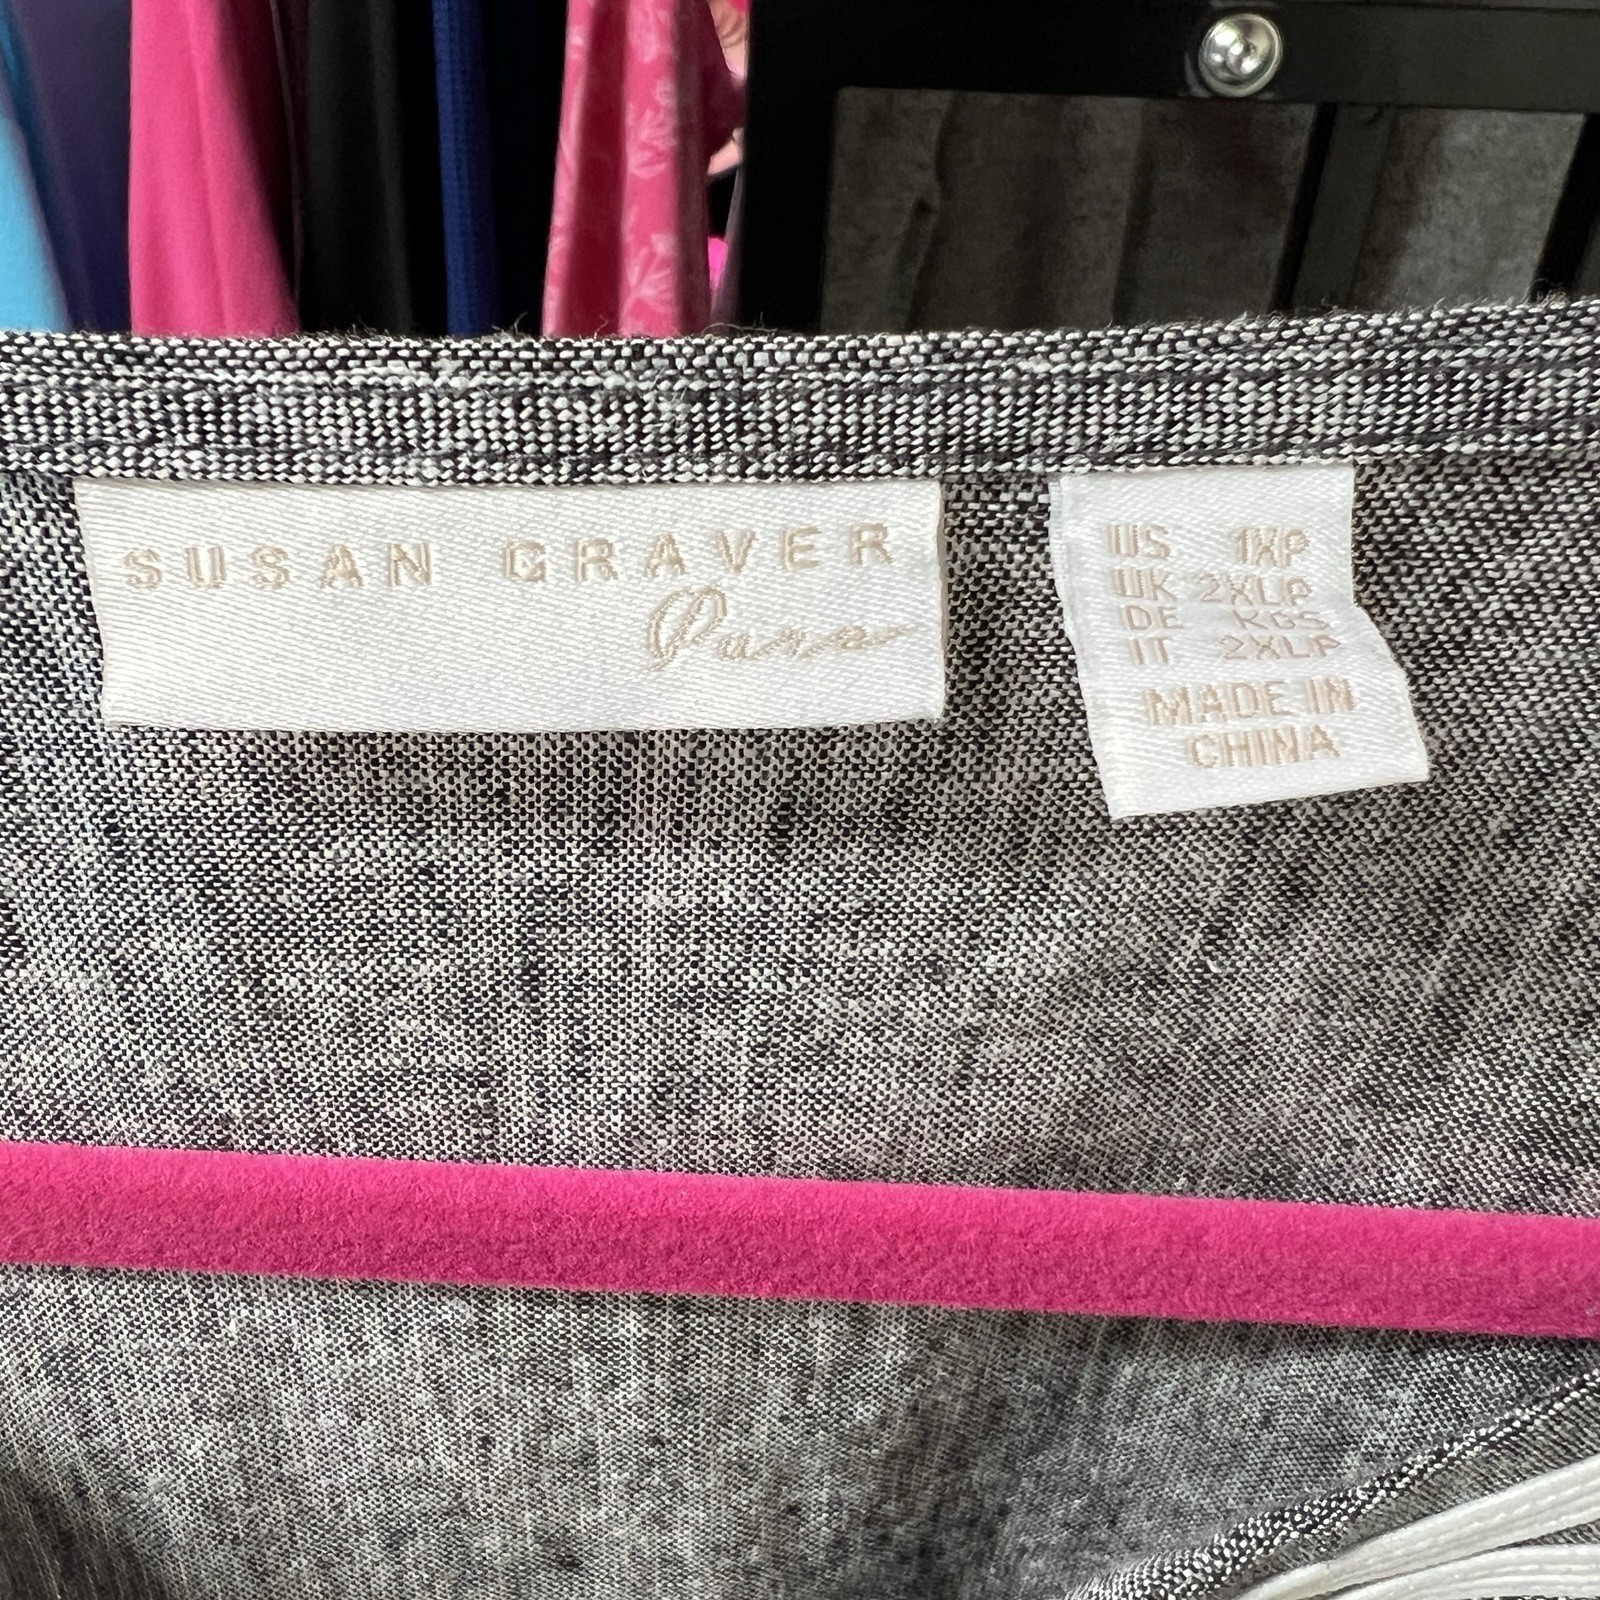 SUSAN GRAVER
Pure
US 1XP
UK 2XLP
DE KGS
IT 2XLP
MADE IN
CHINA